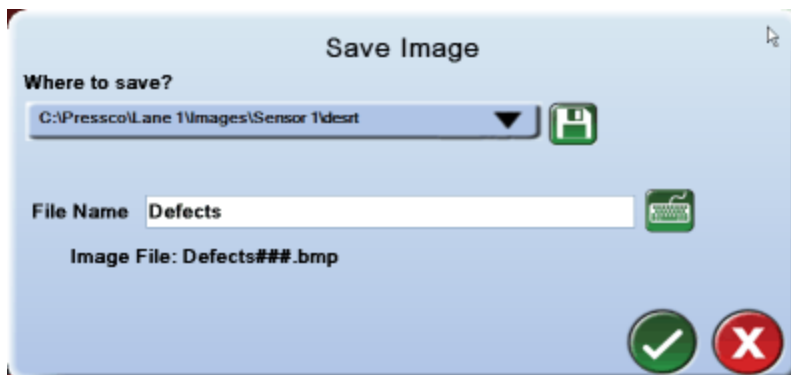 Save Image
Where to save?
C:\Pressco\Lane 1\Images\Sensor 1\desrt
File Name Defects
Image File: Defects###.bmp